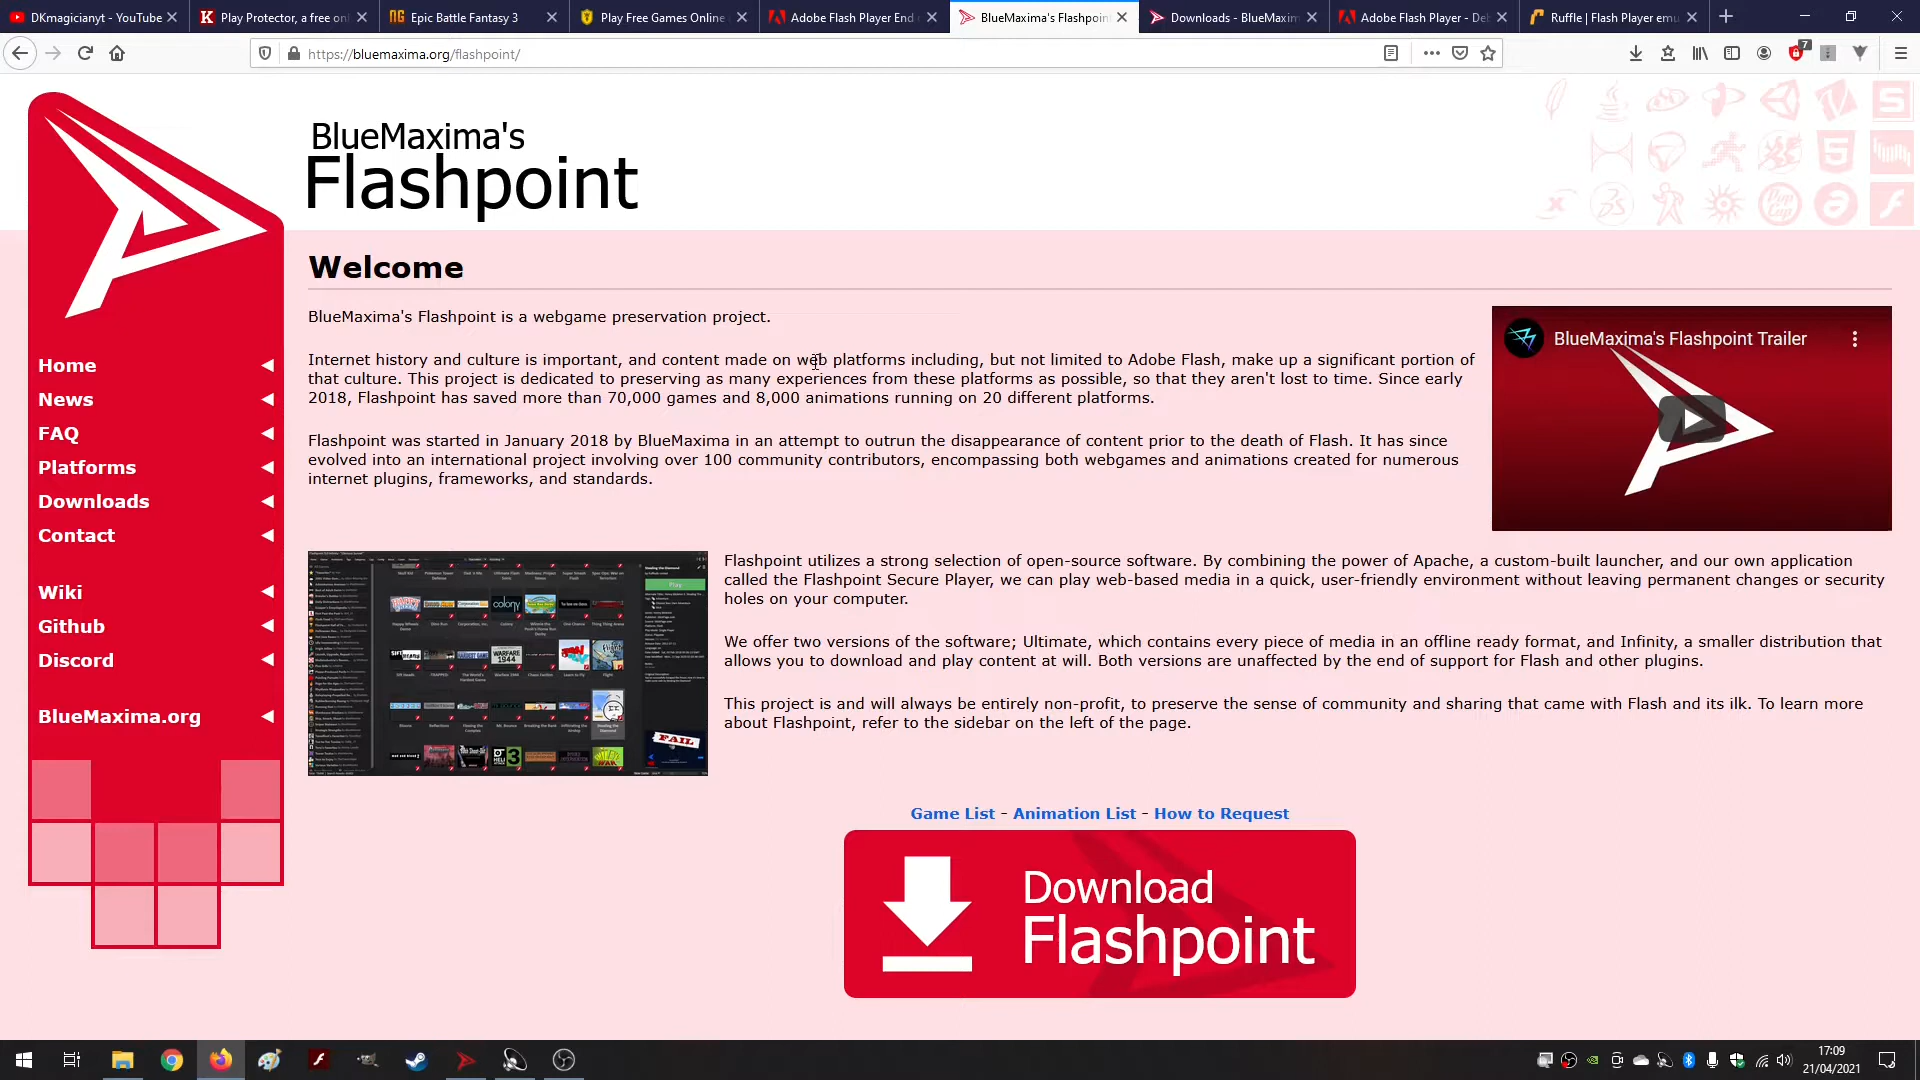 DKmagicianyt - YouTube
Play Protector, a free onl
Epic Battle Fantasy 3
Play Free Games Online
Adobe Flash Player End
BlueMaxima's Flashpoint
Downloads - BlueMaxim
Adobe Flash Player - De
Ruffle | Flash Player emu
https://bluemaxima.org/flashpoint/
7
BlueMaxima's
Flashpoint
Home
News
FAQ
Platforms
Downloads
Contact
Wiki
Github
Discord
BlueMaxima.org
Welcome
BlueMaxima's Flashpoint is a webgame preservation project.
Internet history and culture is important, and content made on web platforms including, but not limited to Adobe Flash, make up a significant portion of
that culture. This project is dedicated to preserving as many experiences from these platforms as possible, so that they aren't lost to time. Since early
2018, Flashpoint has saved more than 70,000 games and 8,000 animations running on 20 different platforms.
Flashpoint was started in January 2018 by BlueMaxima in an attempt to outrun the disappearance of content prior to the death of Flash. It has since
evolved into an international project involving over 100 community contributors, encompassing both webgames and animations created for numerous
internet plugins, frameworks, and standards.
BlueMaxima's Flashpoint Trailer
Play
colony
FAIL
Flashpoint utilizes a strong selection of open-source software. By combining the power of Apache, a custom-built launcher, and our own application
called the Flashpoint Secure Player, we can play web-based media in a quick, user-friendly environment without leaving permanent changes or security
holes on your computer.
We offer two versions of the software; Ultimate, which contains every piece of media in an offline ready format, and Infinity, a smaller distribution that
allows you to download and play content at will. Both versions are unaffected by the end of support for Flash and other plugins.
This project is and will always be entirely non-profit, to preserve the sense of community and sharing that came with Flash and its ilk. To learn more
about Flashpoint, refer to the sidebar on the left of the page.
Game List - Animation List - How to Request
Download
Flashpoint
17:09
21/04/2021